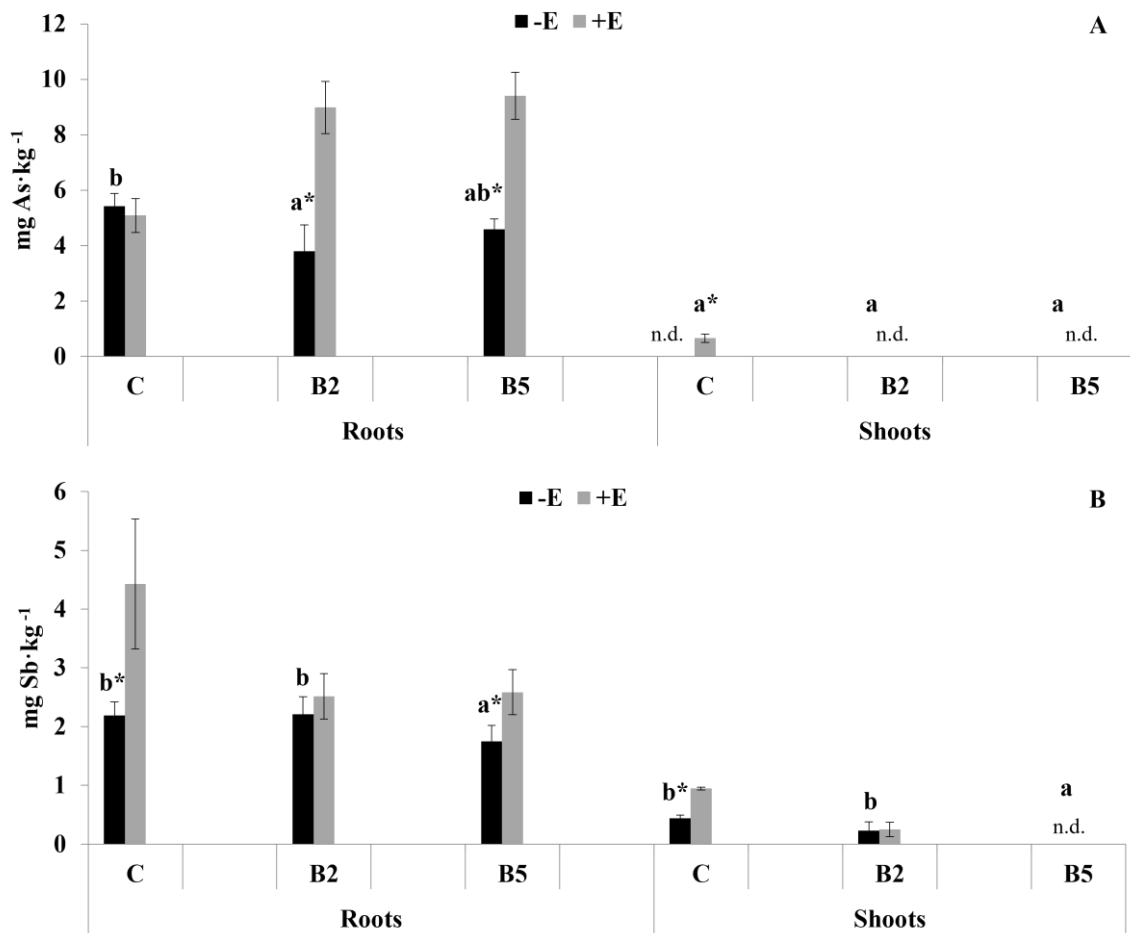 -E +E
A
mg As·kg⁻¹
12
10
8
6
4
2
0
b
a*
ab*
n.d.
a*
a
n.d.
a
n.d.
C B2 B5 C B2 B5
Roots Shoots
-E +E
B
mg Sb·kg⁻¹
6
5
4
3
2
1
0
b*
b
a*
b*
b
a
n.d.
C B2 B5 C B2 B5
Roots Shoots